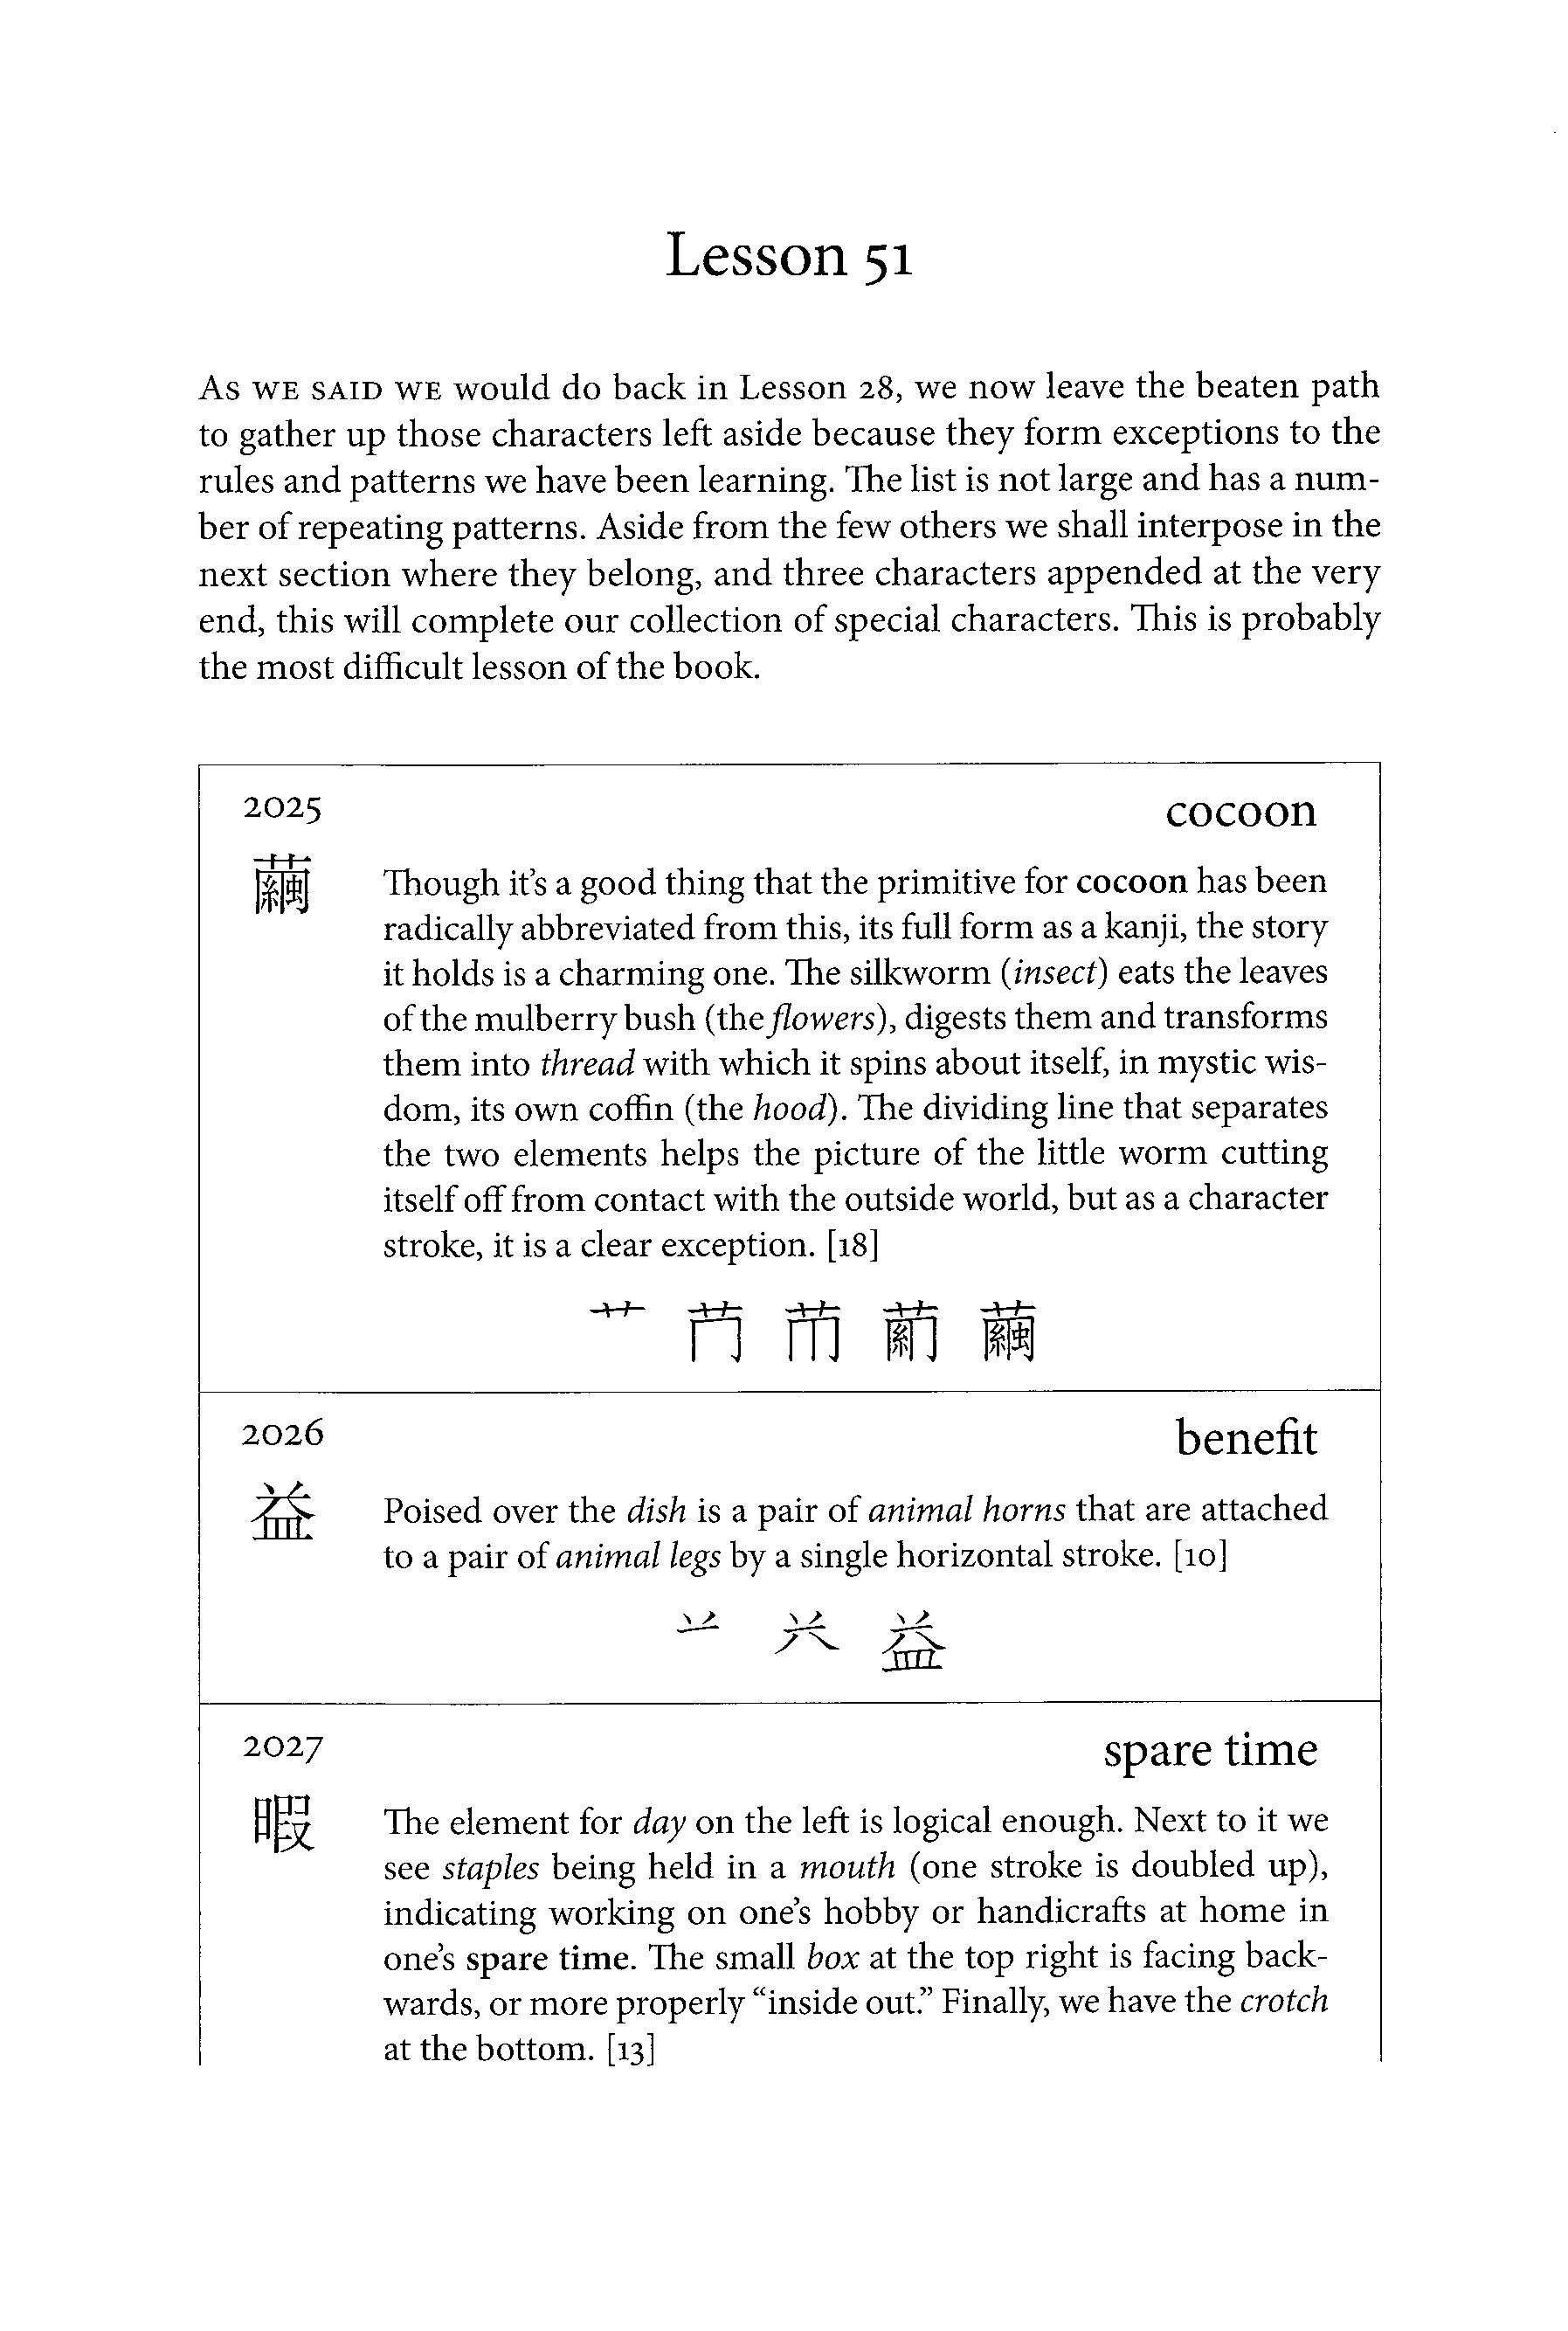 Lesson 51
As we said we would do back in Lesson 28, we now leave the beaten path
to gather up those characters left aside because they form exceptions to the
rules and patterns we have been learning. The list is not large and has a num-
ber of repeating patterns. Aside from the few others we shall interpose in the
next section where they belong, and three characters appended at the very
end, this will complete our collection of special characters. This is probably
the most difficult lesson of the book.
2025 cocoon
繭 Though it's a good thing that the primitive for cocoon has been
radically abbreviated from this, its full form as a kanji, the story
it holds is a charming one. The silkworm (insect) eats the leaves
of the mulberry bush (the flowers), digests them and transforms
them into thread with which it spins about itself, in mystic wis-
dom, its own coffin (the hood). The dividing line that separates
the two elements helps the picture of the little worm cutting
itself off from contact with the outside world, but as a character
stroke, it is a clear exception. [18]
艹 繭
2026 benefit
益 Poised over the dish is a pair of animal horns that are attached
to a pair of animal legs by a single horizontal stroke. [10]
䒑 益
2027 spare time
暇 The element for day on the left is logical enough. Next to it we
see staples being held in a mouth (one stroke is doubled up),
indicating working on one's hobby or handicrafts at home in
one's spare time. The small box at the top right is facing back-
wards, or more properly “inside out.” Finally, we have the crotch
at the bottom. [13]